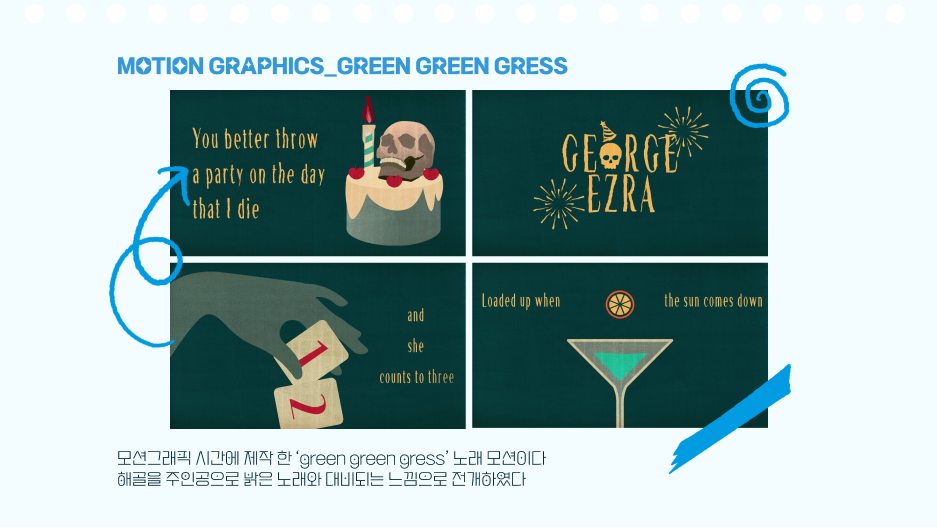 MOTION GRAPHICS_GREEN GREEN GRESS
You better throw
a party on the day
that I die
GEORGE
EZRA
1
2
and
she
counts to three
Loaded up when
the sun comes down
모션그래픽 시간에 제작 한 ‘green green gress’ 노래 모션이다
해골을 주인공으로 밝은 노래와 대비되는 느낌으로 전개하였다